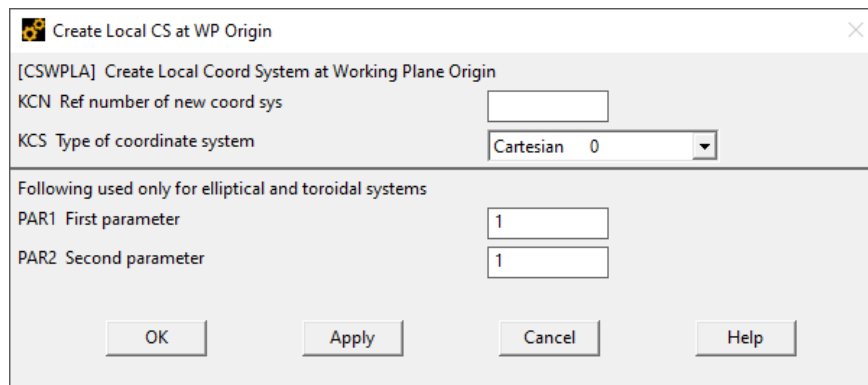 Create Local CS at WP Origin
[CSWPLA] Create Local Coord System at Working Plane Origin
KCN Ref number of new coord sys
KCS Type of coordinate system Cartesian 0
Following used only for elliptical and toroidal systems
PAR1 First parameter 1
PAR2 Second parameter 1
OK Apply Cancel Help